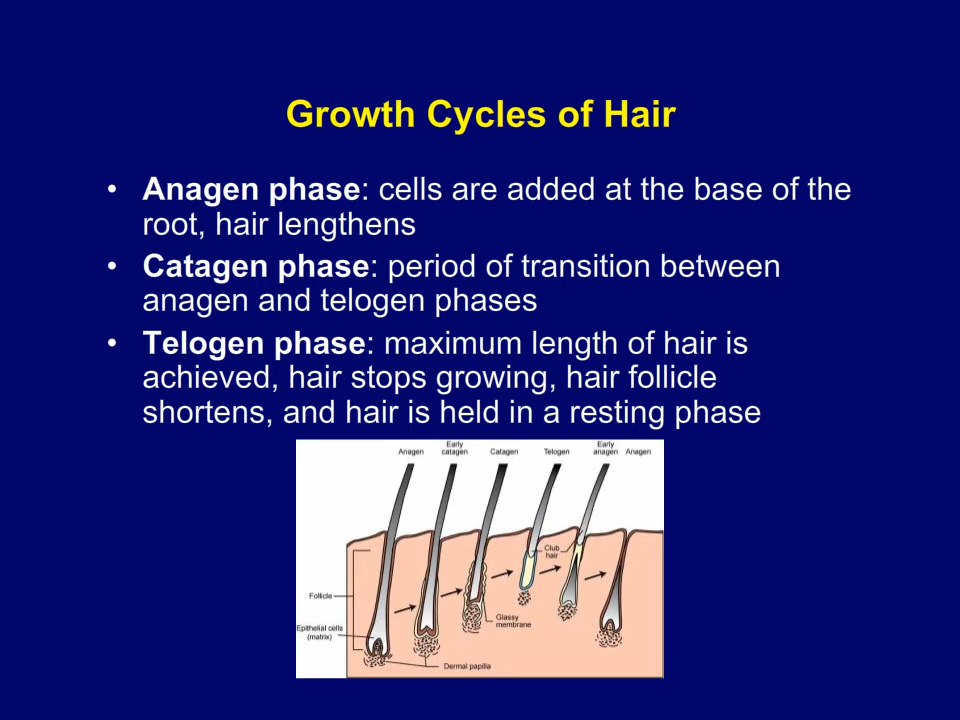 Growth Cycles of Hair
• Anagen phase: cells are added at the base of the
root, hair lengthens
• Catagen phase: period of transition between
anagen and telogen phases
• Telogen phase: maximum length of hair is
achieved, hair stops growing, hair follicle
shortens, and hair is held in a resting phase
Anagen
Early
catagen
Catagen
Telogen
Early
anagen
Anagen
Club
hair
Follicle
Glassy
membrane
Epithelial cells
(matrix)
Dermal papilla